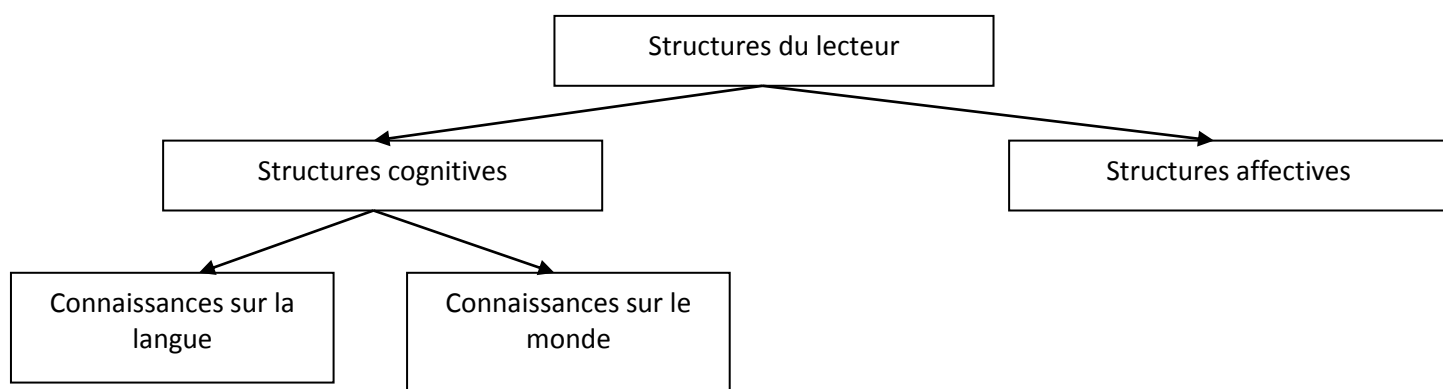 Structures du lecteur
Structures cognitives
Structures affectives
Connaissances sur la
langue
Connaissances sur le
monde